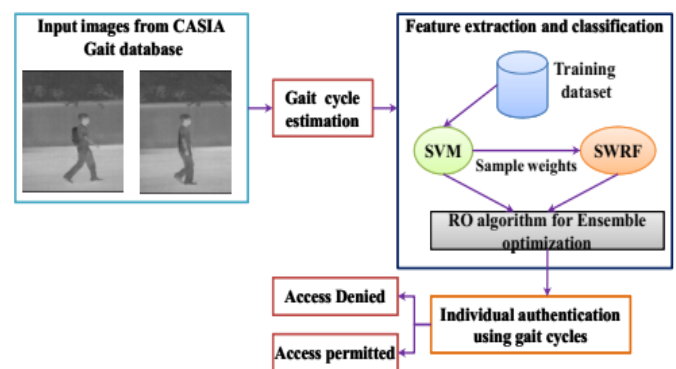 Input images from CASIA
Gait database
Gait cycle
estimation
Feature extraction and classification
Training
dataset
SVM
Sample weights
SWRF
RO algorithm for Ensemble
optimization
Access Denied
Access permitted
Individual authentication
using gait cycles